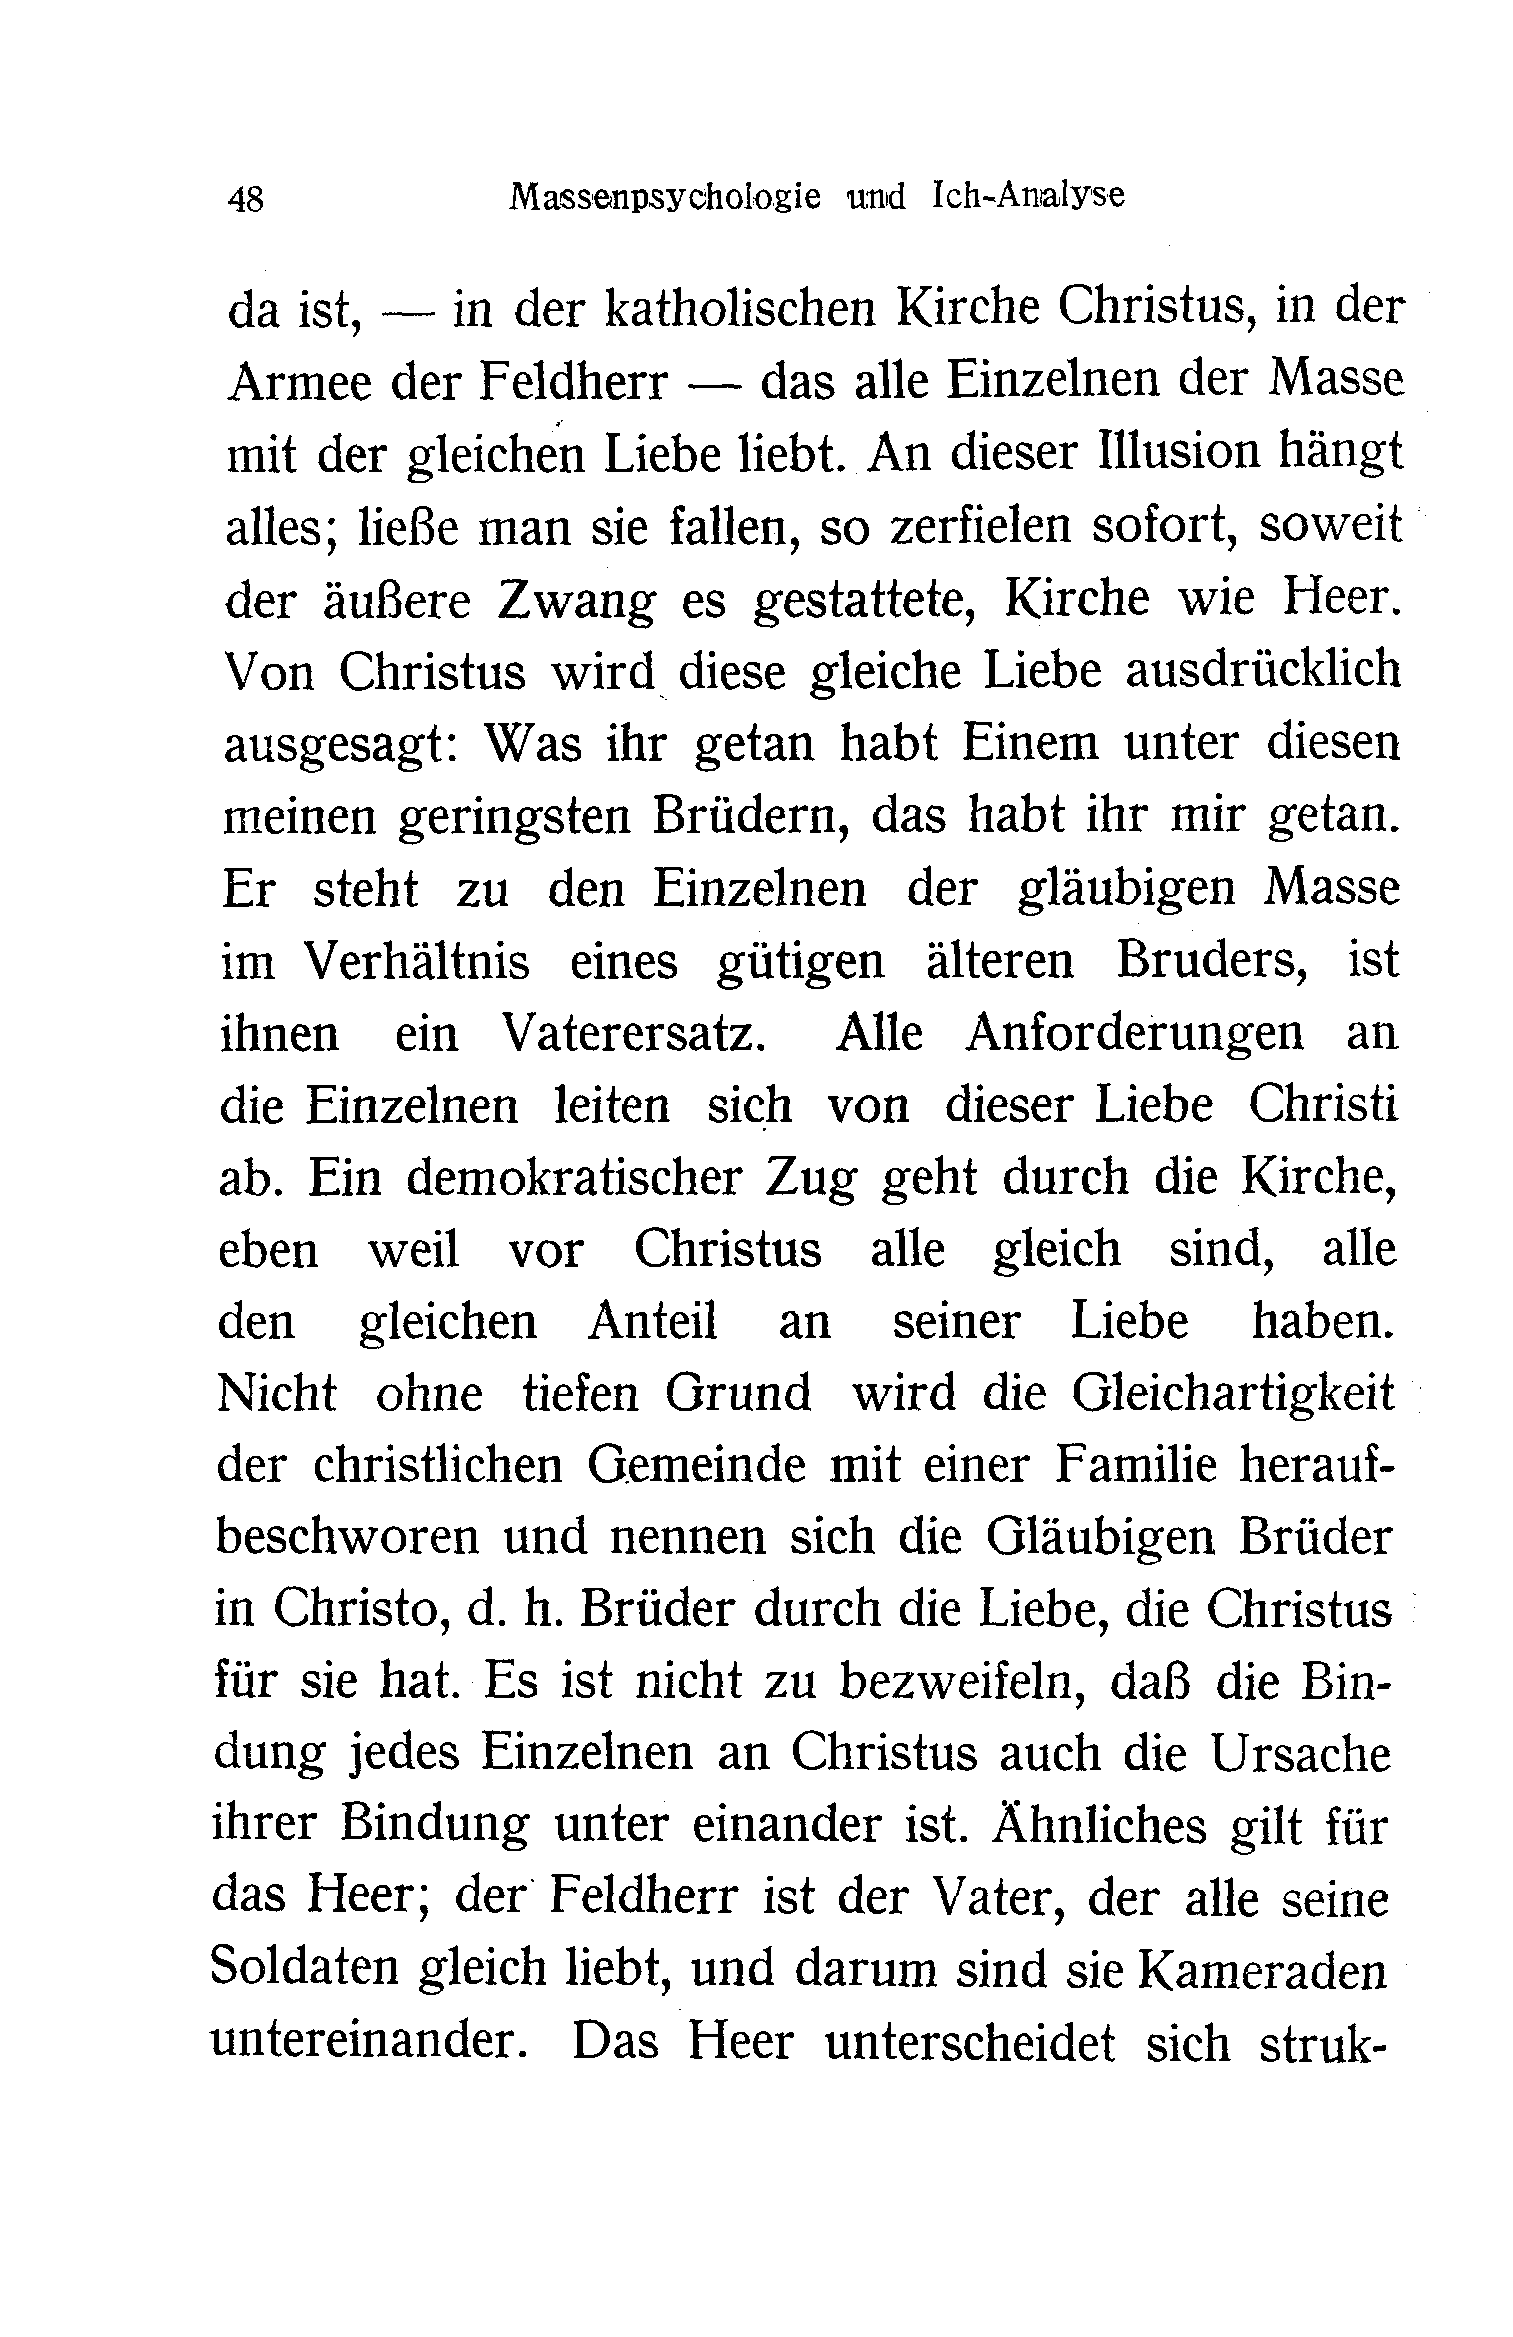 48 Massenpsychologie und Ich-Analyse
da ist, — in der katholischen Kirche Christus, in der
Armee der Feldherr — das alle Einzelnen der Masse
mit der gleichen Liebe liebt. An dieser Illusion hängt
alles; ließe man sie fallen, so zerfielen sofort, soweit
der äußere Zwang es gestattete, Kirche wie Heer.
Von Christus wird diese gleiche Liebe ausdrücklich
ausgesagt: Was ihr getan habt Einem unter diesen
meinen geringsten Brüdern, das habt ihr mir getan.
Er steht zu den Einzelnen der gläubigen Masse
im Verhältnis eines gütigen älteren Bruders, ist
ihnen ein Vaterersatz. Alle Anforderungen an
die Einzelnen leiten sich von dieser Liebe Christi
ab. Ein demokratischer Zug geht durch die Kirche,
eben weil vor Christus alle gleich sind, alle
den gleichen Anteil an seiner Liebe haben.
Nicht ohne tiefen Grund wird die Gleichartigkeit
der christlichen Gemeinde mit einer Familie herauf-
beschworen und nennen sich die Gläubigen Brüder
in Christo, d. h. Brüder durch die Liebe, die Christus
für sie hat. Es ist nicht zu bezweifeln, daß die Bin-
dung jedes Einzelnen an Christus auch die Ursache
ihrer Bindung unter einander ist. Ähnliches gilt für
das Heer; der Feldherr ist der Vater, der alle seine
Soldaten gleich liebt, und darum sind sie Kameraden
untereinander. Das Heer unterscheidet sich struk-